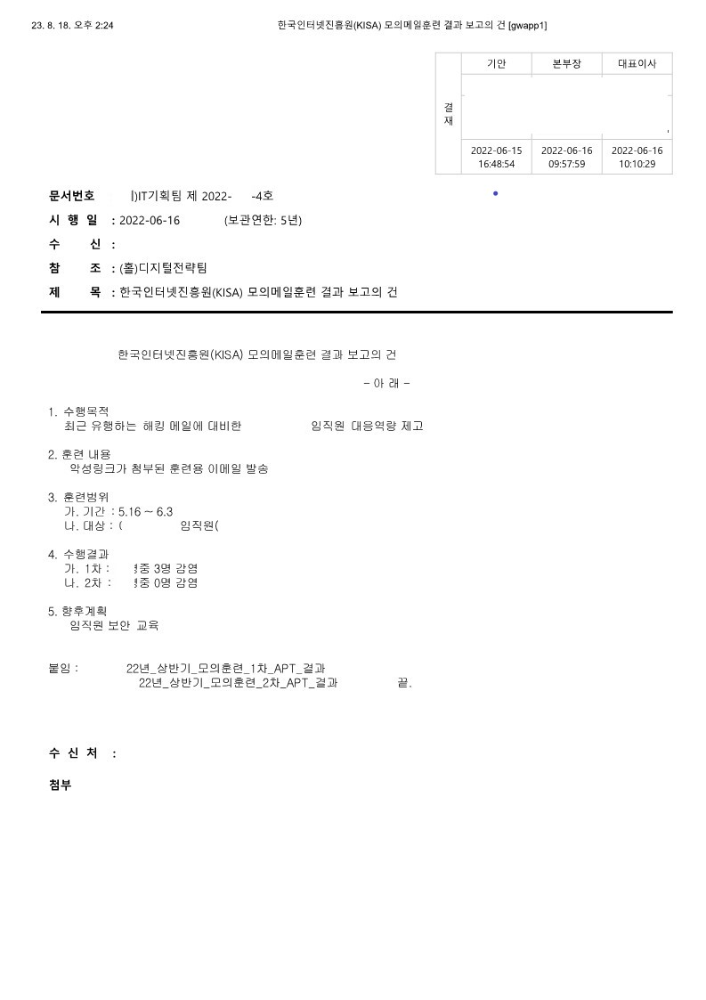 23. 8. 18. 오후 2:24 한국인터넷진흥원(KISA) 모의메일훈련 결과 보고의 건 [gwapp1]
결재 기안 본부장 대표이사
2022-06-15 2022-06-16 2022-06-16
16:48:54 09:57:59 10:10:29
문서번호 )IT기획팀 제 2022- -4호
시 행 일 : 2022-06-16 (보관연한: 5년)
수 신 :
참 조 : (홀)디지털전략팀
제 목 : 한국인터넷진흥원(KISA) 모의메일훈련 결과 보고의 건
한국인터넷진흥원(KISA) 모의메일훈련 결과 보고의 건
- 아 래 -
1. 수행목적
최근 유행하는 해킹 메일에 대비한 임직원 대응역량 제고
2. 훈련 내용
악성링크가 첨부된 훈련용 이메일 발송
3. 훈련범위
가. 기간 : 5.16 ~ 6.3
나. 대상 : ( 임직원(
4. 수행결과
가. 1차 : 중 3명 감염
나. 2차 : 중 0명 감염
5. 향후계획
임직원 보안 교육
붙임 : 22년_상반기_모의훈련_1차_APT_결과
22년_상반기_모의훈련_2차_APT_결과 끝.
수 신 처 :
첨부